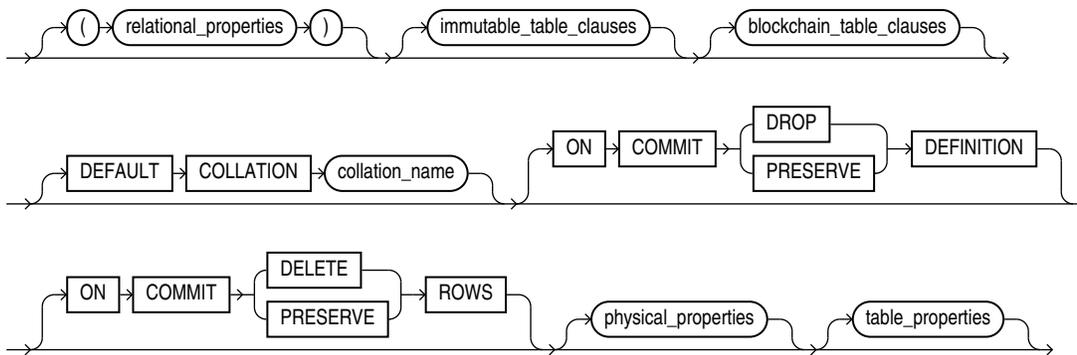 ( relational_properties ) immutable_table_clauses blockchain_table_clauses
DROP
DEFAULT COLLATION collation_name ON COMMIT PRESERVE DEFINITION
DELETE
ON COMMIT PRESERVE ROWS physical_properties table_properties